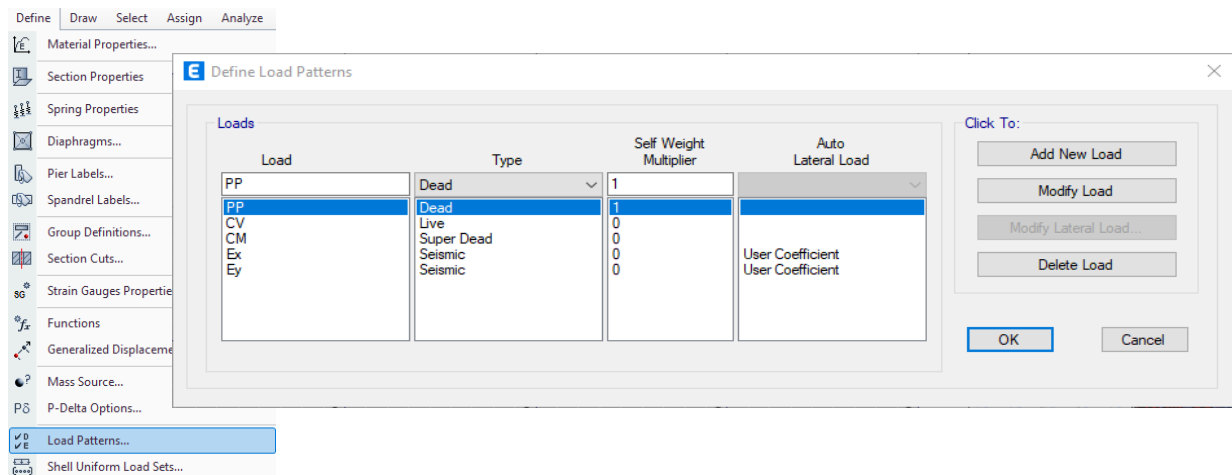 Define Draw Select Assign Analyze
Material Properties...
Section Properties
Spring Properties
Diaphragms...
Pier Labels...
Spandrel Labels...
Group Definitions...
Section Cuts...
SG Strain Gauges Propertie
fx Functions
Generalized Displaceme
Mass Source...
Pδ P-Delta Options...
Load Patterns...
Shell Uniform Load Sets...
E Define Load Patterns
Loads
Load Type Self Weight Multiplier Auto Lateral Load
PP Dead 1
PP Dead 1
CV Live 0
CM Super Dead 0
Ex Seismic 0 User Coefficient
Ey Seismic 0 User Coefficient
Click To:
Add New Load
Modify Load
Modify Lateral Load...
Delete Load
OK Cancel